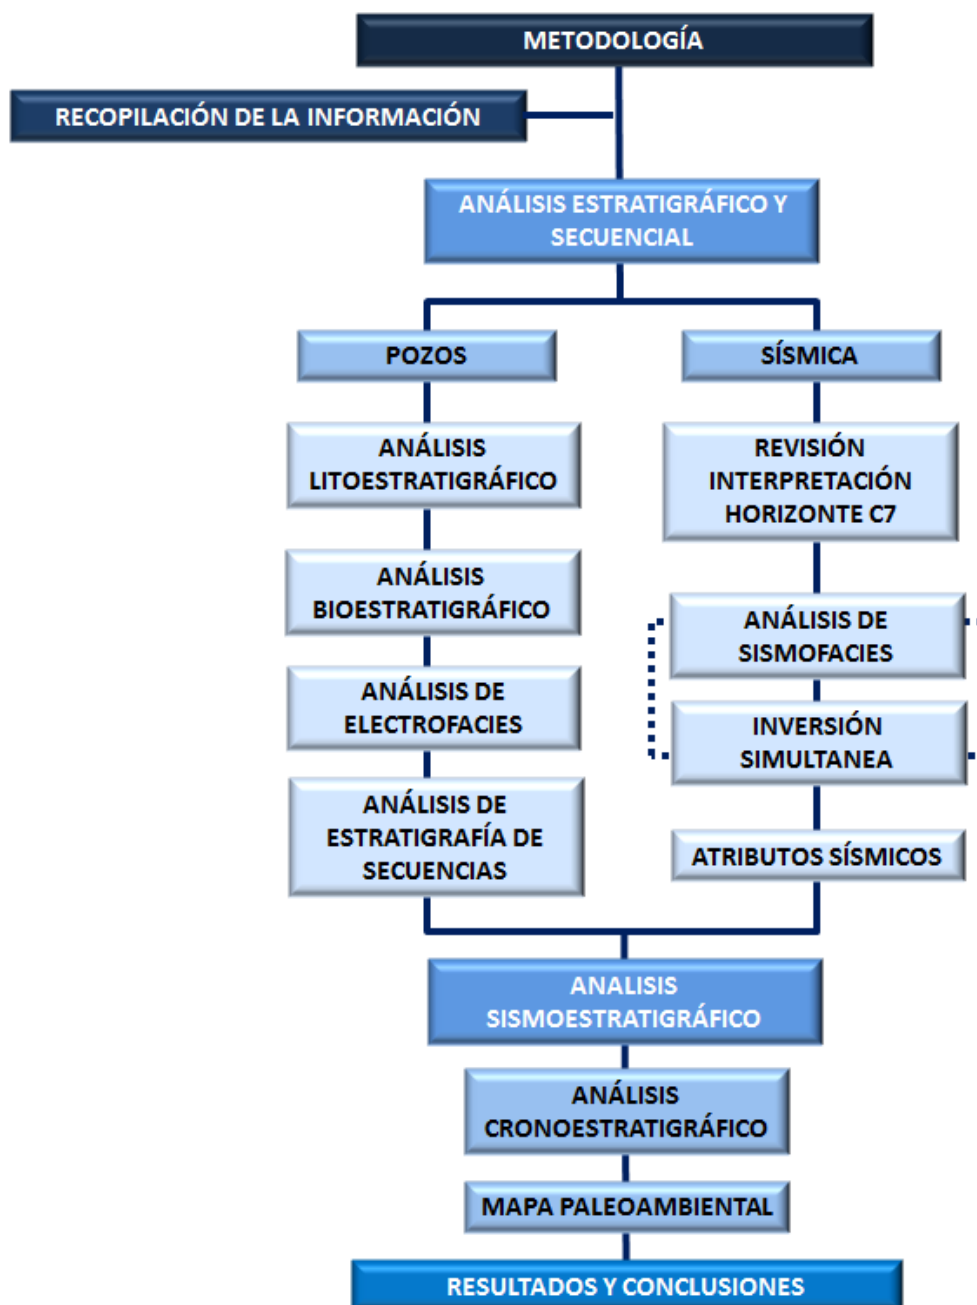 METODOLOGÍA
RECOPILACIÓN DE LA INFORMACIÓN
ANÁLISIS ESTRATIGRÁFICO Y
SECUENCIAL
POZOS
ANÁLISIS
LITOESTRATIGRÁFICO
ANÁLISIS
BIOESTRATIGRÁFICO
ANÁLISIS DE
ELECTROFACIES
ANÁLISIS DE
ESTRATIGRAFÍA DE
SECUENCIAS
SÍSMICA
REVISIÓN
INTERPRETACIÓN
HORIZONTE C7
ANÁLISIS DE
SISMOFACIES
INVERSIÓN
SIMULTANEA
ATRIBUTOS SÍSMICOS
ANALISIS
SISMOESTRATIGRÁFICO
ANÁLISIS
CRONOESTRATIGRÁFICO
MAPA PALEOAMBIENTAL
RESULTADOS Y CONCLUSIONES